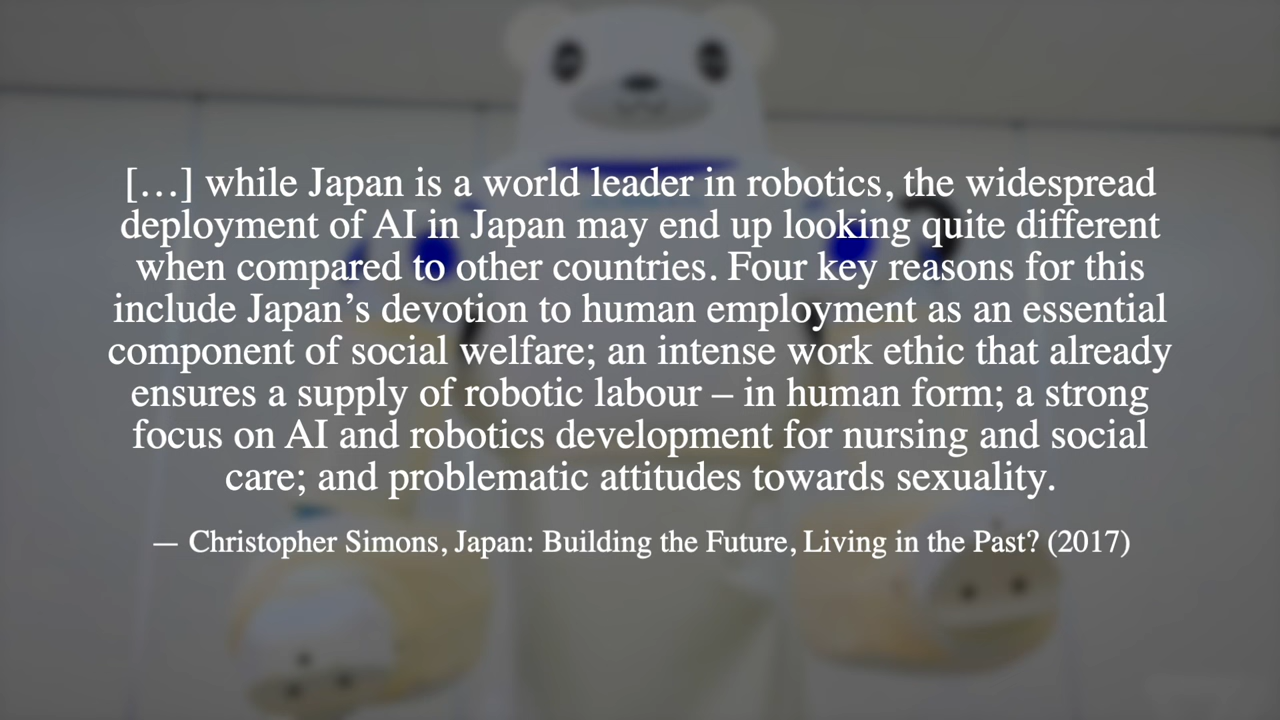 […] while Japan is a world leader in robotics, the widespread
deployment of AI in Japan may end up looking quite different
when compared to other countries. Four key reasons for this
include Japan’s devotion to human employment as an essential
component of social welfare; an intense work ethic that already
ensures a supply of robotic labour – in human form; a strong
focus on AI and robotics development for nursing and social
care; and problematic attitudes towards sexuality.
— Christopher Simons, Japan: Building the Future, Living in the Past? (2017)